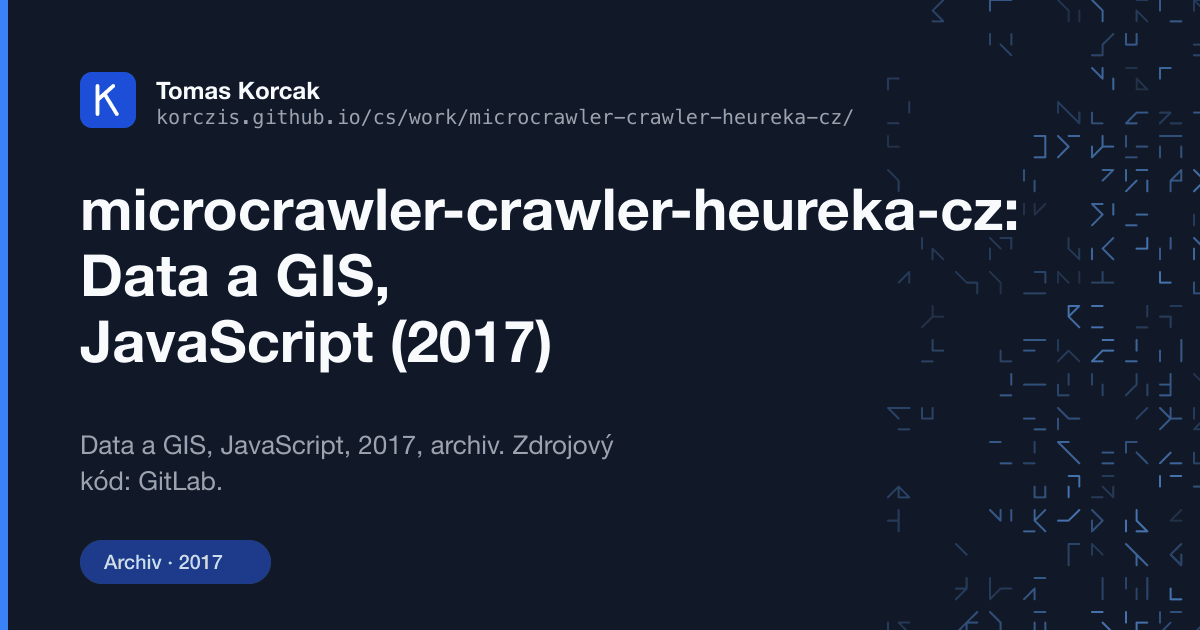 K
Tomas Korcak
korczis.github.io/cs/work/microcrawler-crawler-heureka-cz/
microcrawler-crawler-heureka-cz:
Data a GIS,
JavaScript (2017)
Data a GIS, JavaScript, 2017, archiv. Zdrojový
kód: GitLab.
Archiv · 2017